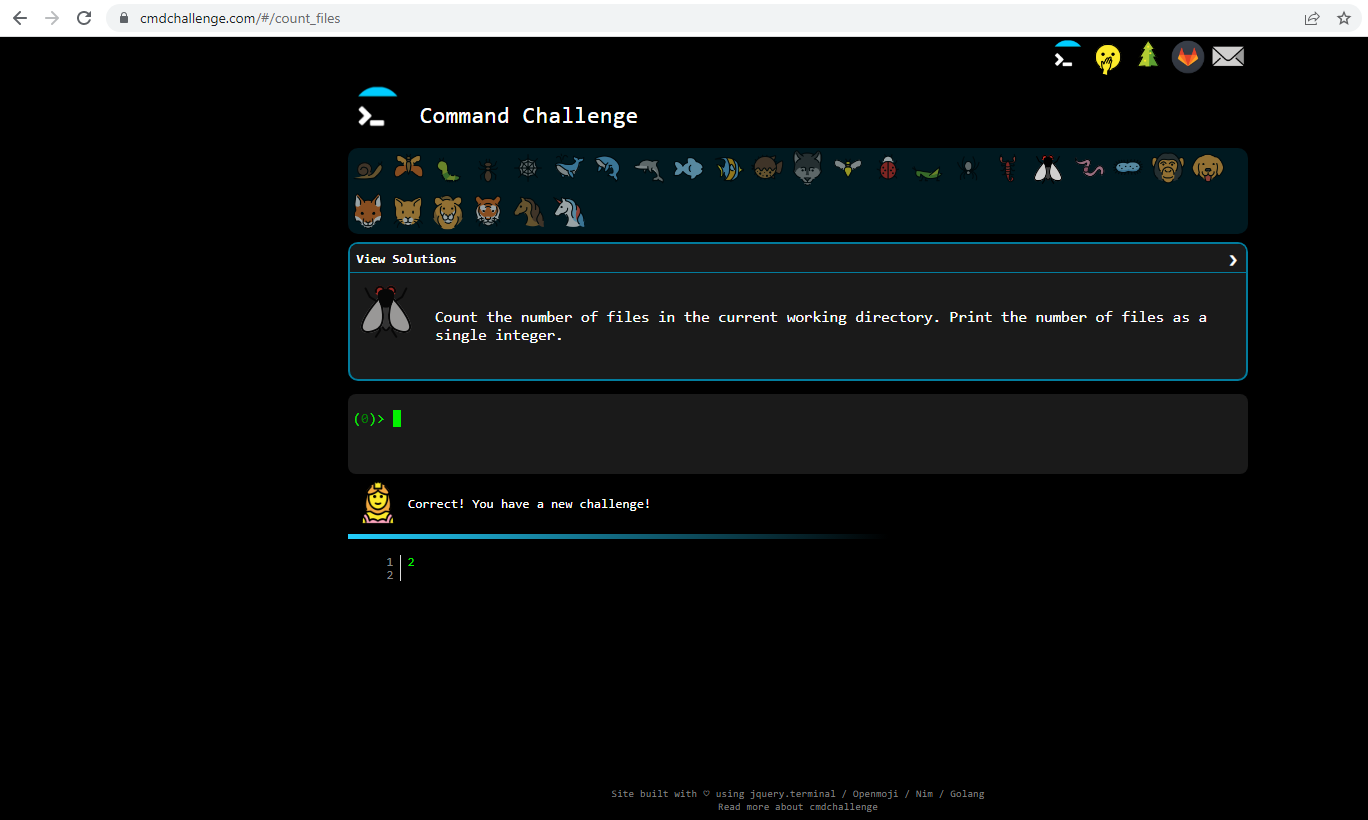 cmdchallenge.com/#/count_files
Command Challenge
View Solutions
Count the number of files in the current working directory. Print the number of files as a
single integer.
(0)>
Correct! You have a new challenge!
1 2
2
Site built with ♡ using jquery.terminal / Openmoji / Nim / Golang
Read more about cmdchallenge